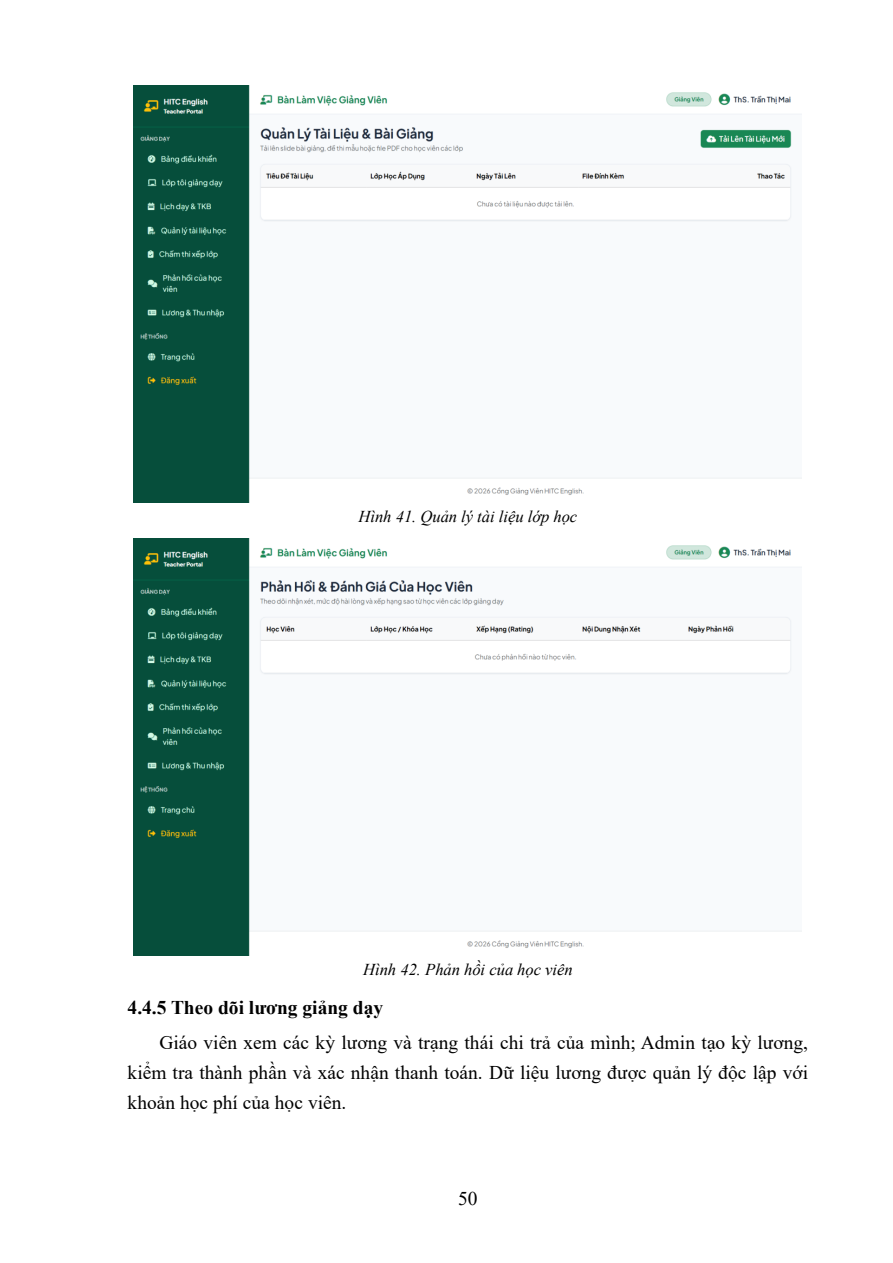 HITC English
Teacher Portal
GIẢNG DẠY
Bảng điều khiển
Lớp tôi giảng dạy
Lịch dạy & TKB
Quản lý tài liệu học
Chấm thi xếp lớp
Phản hồi của học
viên
Lương & Thu nhập
HỆ THỐNG
Trang chủ
Đăng xuất
Bàn Làm Việc Giảng Viên
Giảng Viên
ThS. Trần Thị Mai
Quản Lý Tài Liệu & Bài Giảng
Tải lên slide bài giảng, đề thi mẫu hoặc file PDF cho học viên các lớp
Tải Lên Tài Liệu Mới
Tiêu Đề Tài Liệu Lớp Học Áp Dụng Ngày Tải Lên File Đính Kèm Thao Tác
Chưa có tài liệu nào được tải lên.
© 2026 Cổng Giảng Viên HITC English.
Hình 41. Quản lý tài liệu lớp học
HITC English
Teacher Portal
GIẢNG DẠY
Bảng điều khiển
Lớp tôi giảng dạy
Lịch dạy & TKB
Quản lý tài liệu học
Chấm thi xếp lớp
Phản hồi của học
viên
Lương & Thu nhập
HỆ THỐNG
Trang chủ
Đăng xuất
Bàn Làm Việc Giảng Viên
Giảng Viên
ThS. Trần Thị Mai
Phản Hồi & Đánh Giá Của Học Viên
Theo dõi nhận xét, mức độ hài lòng và xếp hạng sao từ học viên các lớp giảng dạy
Học Viên Lớp Học / Khóa Học Xếp Hạng (Rating) Nội Dung Nhận Xét Ngày Phản Hồi
Chưa có phản hồi nào từ học viên.
© 2026 Cổng Giảng Viên HITC English.
Hình 42. Phản hồi của học viên
4.4.5 Theo dõi lương giảng dạy
Giáo viên xem các kỳ lương và trạng thái chi trả của mình; Admin tạo kỳ lương,
kiểm tra thành phần và xác nhận thanh toán. Dữ liệu lương được quản lý độc lập với
khoản học phí của học viên.
50